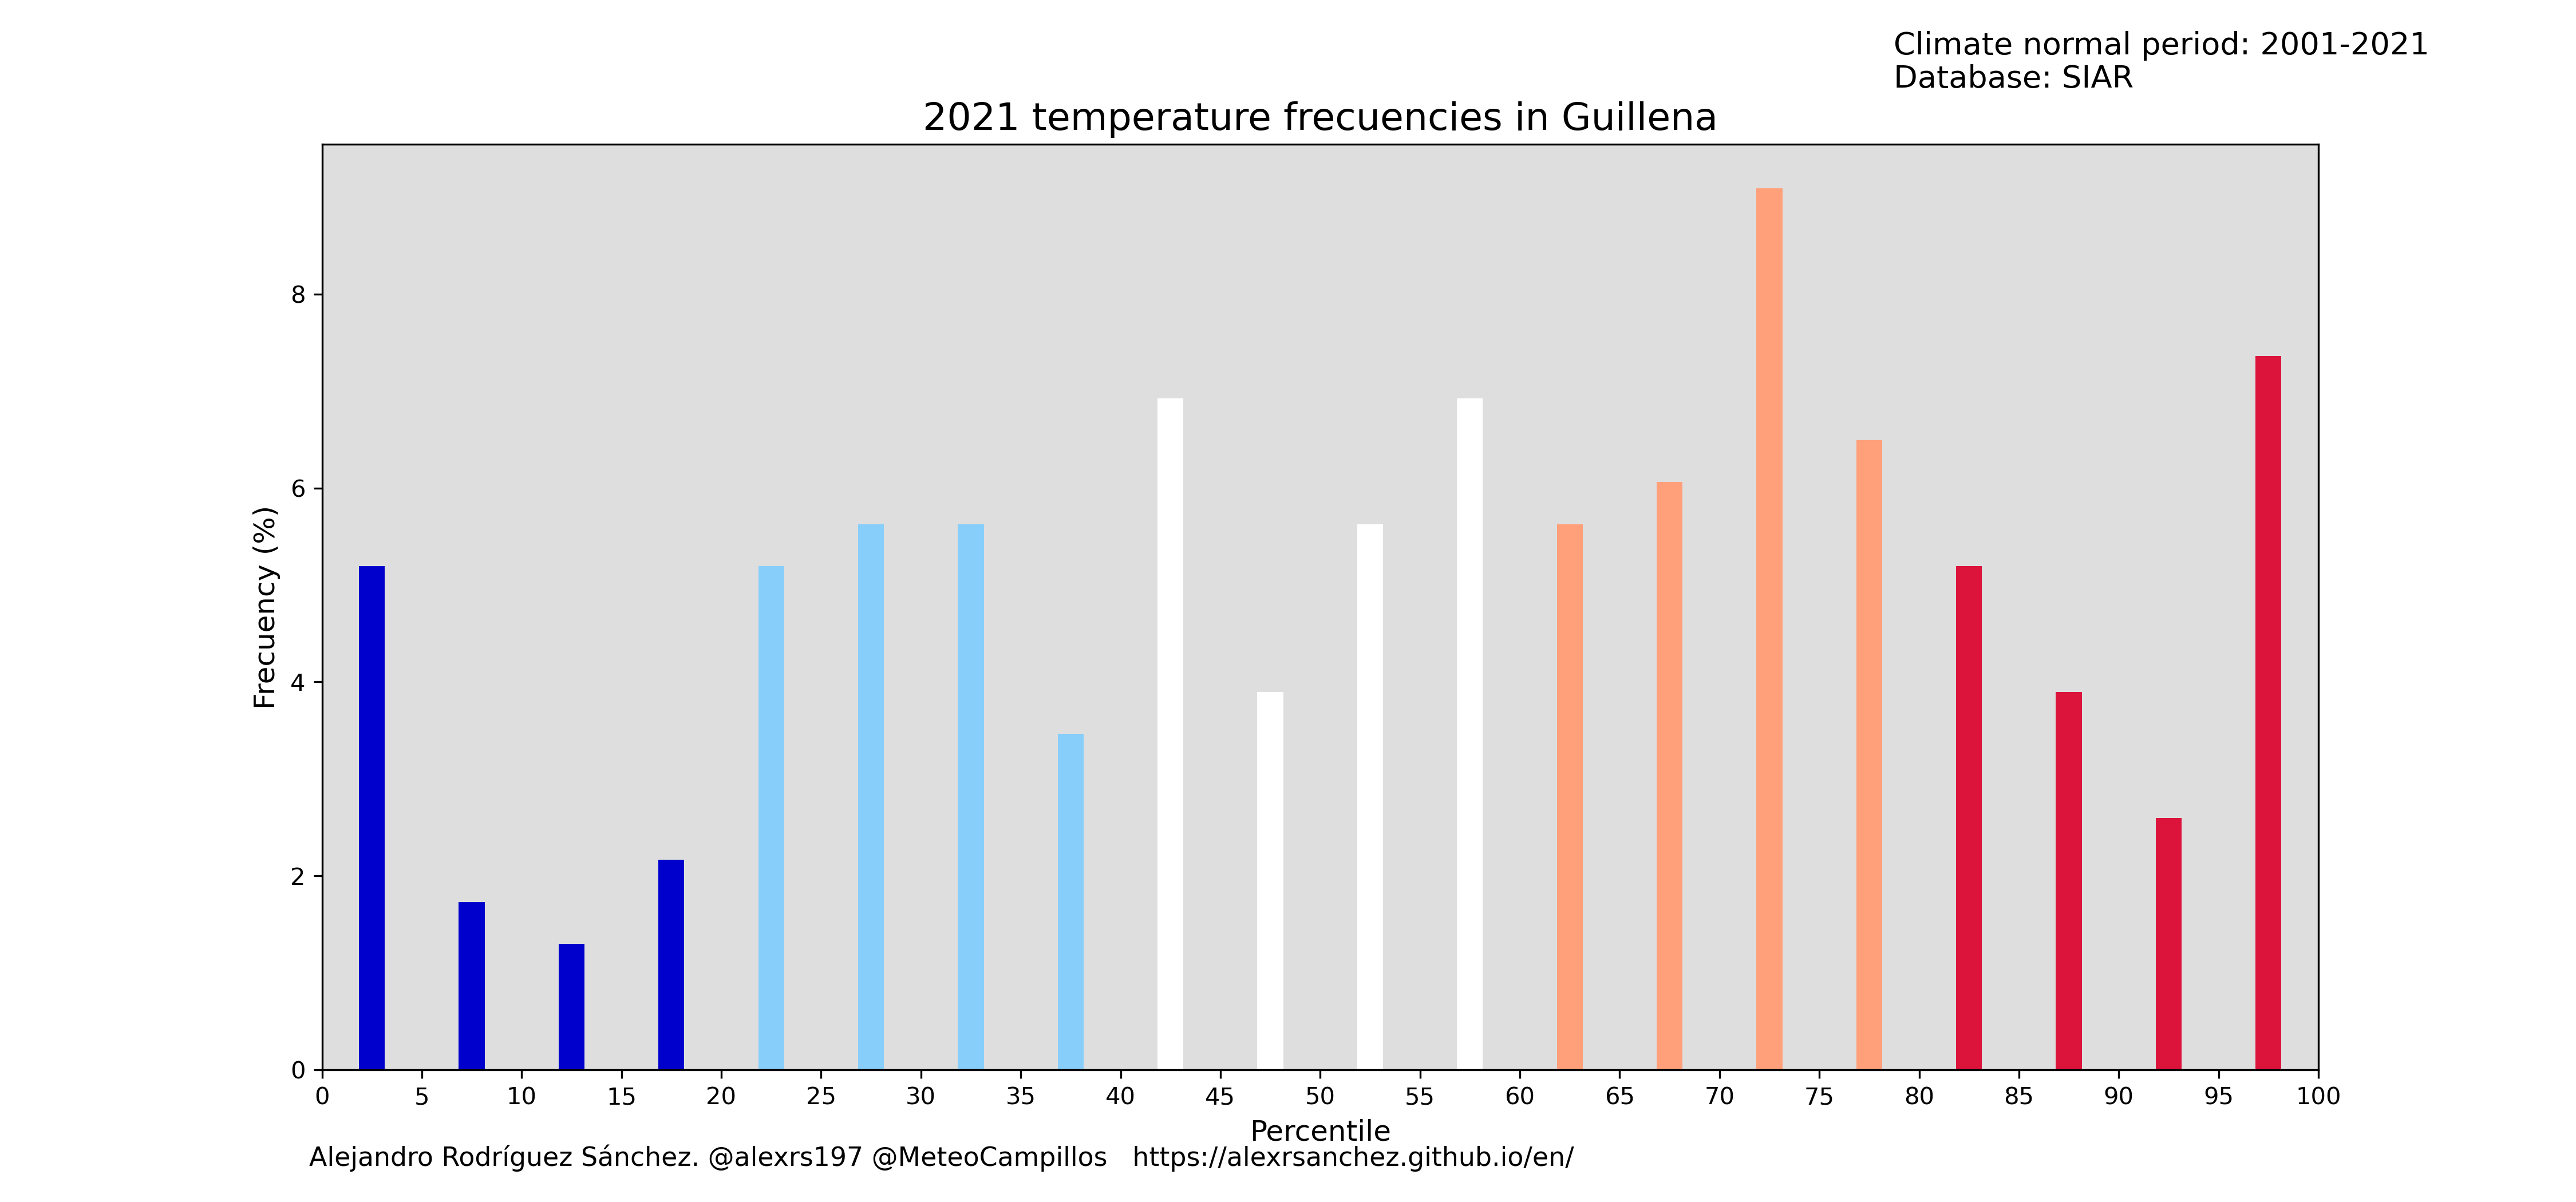 Climate normal period: 2001-2021
Database: SIAR
2021 temperature frecuencies in Guillena
Frecuency (%)
8
6
4
2
0
0 5 10 15 20 25 30 35 40 45 50 55 60 65 70 75 80 85 90 95 100
Percentile
Alejandro Rodríguez Sánchez. @alexrs197 @MeteoCampillos https://alexrsanchez.github.io/en/